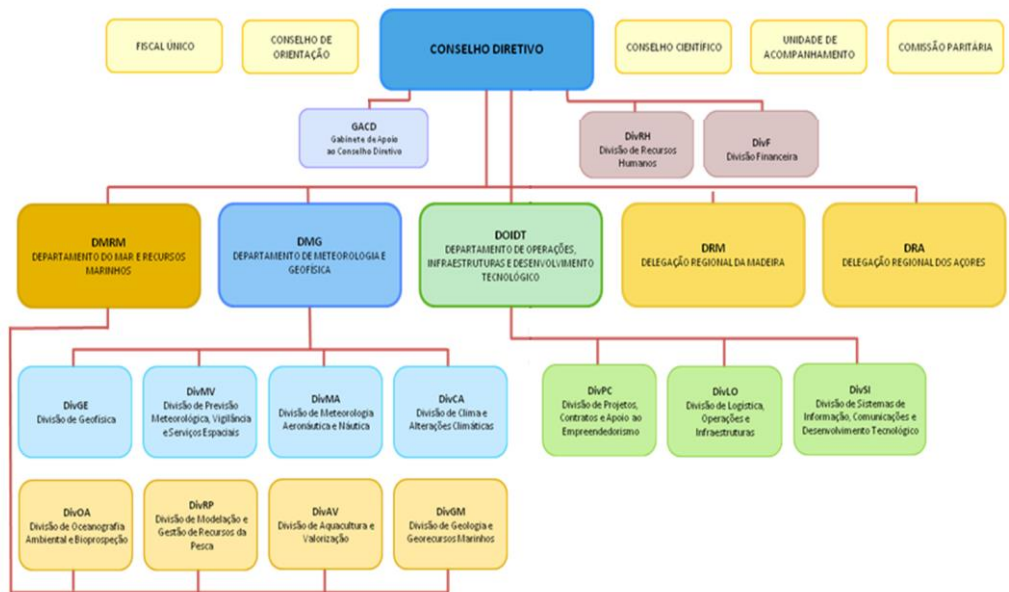 FISCAL ÚNICO
CONSELHO DE
ORIENTAÇÃO
CONSELHO DIRETIVO
CONSELHO CIENTÍFICO
UNIDADE DE
ACOMPANHAMENTO
COMISSÃO PARITÁRIA
GACD
Gabinete de Apoio
ao Conselho Diretivo
DivRH
Divisão de Recursos
Humanos
DivF
Divisão Financeira
DMRM
DEPARTAMENTO DO MAR E RECURSOS
MARINHOS
DMG
DEPARTAMENTO DE METEOROLOGIA E
GEOFÍSICA
DOIDT
DEPARTAMENTO DE OPERAÇÕES,
INFRAESTRUTURAS E DESENVOLVIMENTO
TECNOLÓGICO
DRM
DELEGAÇÃO REGIONAL DA MADEIRA
DRA
DELEGAÇÃO REGIONAL DOS AÇORES
DivGE
Divisão de Geofísica
DivMV
Divisão de Previsão
Meteorológica, Vigilância
e Serviços Espaciais
DivMA
Divisão de Meteorologia
Aeronáutica e Náutica
DivCA
Divisão de Clima e
Alterações Climáticas
DivPC
Divisão de Projetos,
Contratos e Apoio ao
Empreendedorismo
DivLO
Divisão de Logística,
Operações e
Infraestruturas
DivSI
Divisão de Sistemas de
Informação, Comunicações e
Desenvolvimento Tecnológico
DivOA
Divisão de Oceanografia
Ambiental e Bioprospeção
DivRP
Divisão de Modelação e
Gestão de Recursos da
Pesca
DivAV
Divisão de Aquacultura e
Valorização
DivGM
Divisão de Geologia e
Georecursos Marinhos